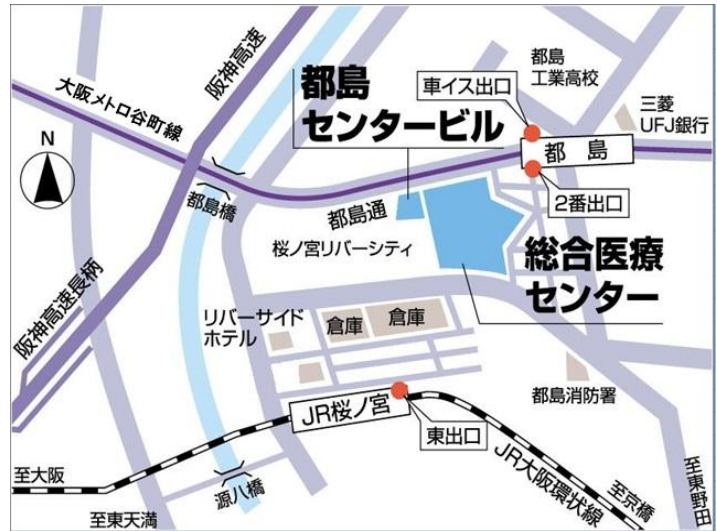 阪神高速
大阪メトロ谷町線
都島
センタービル
都島
工業高校
車イス出口
三菱
UFJ銀行
N
都島
2番出口
都島橋
都島通
桜ノ宮リバーシティ
総合医療
センター
阪神高速長柄
リバーサイド
ホテル
倉庫
倉庫
都島消防署
JR桜ノ宮
東出口
JR大阪環状線
至大阪
源八橋
至東天満
至京橋
至東野田